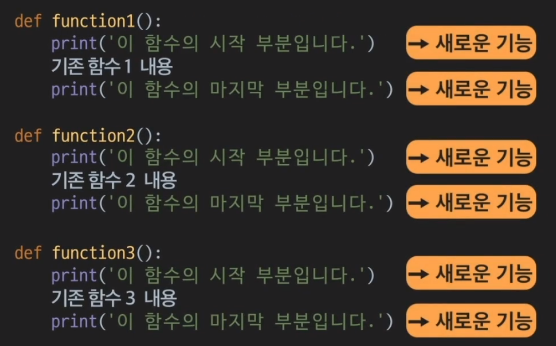 def function1():
print('이 함수의 시작 부분입니다.') → 새로운 기능
기존 함수 1 내용
print('이 함수의 마지막 부분입니다.') → 새로운 기능
def function2():
print('이 함수의 시작 부분입니다.') → 새로운 기능
기존 함수 2 내용
print('이 함수의 마지막 부분입니다.') → 새로운 기능
def function3():
print('이 함수의 시작 부분입니다.') → 새로운 기능
기존 함수 3 내용
print('이 함수의 마지막 부분입니다.') → 새로운 기능